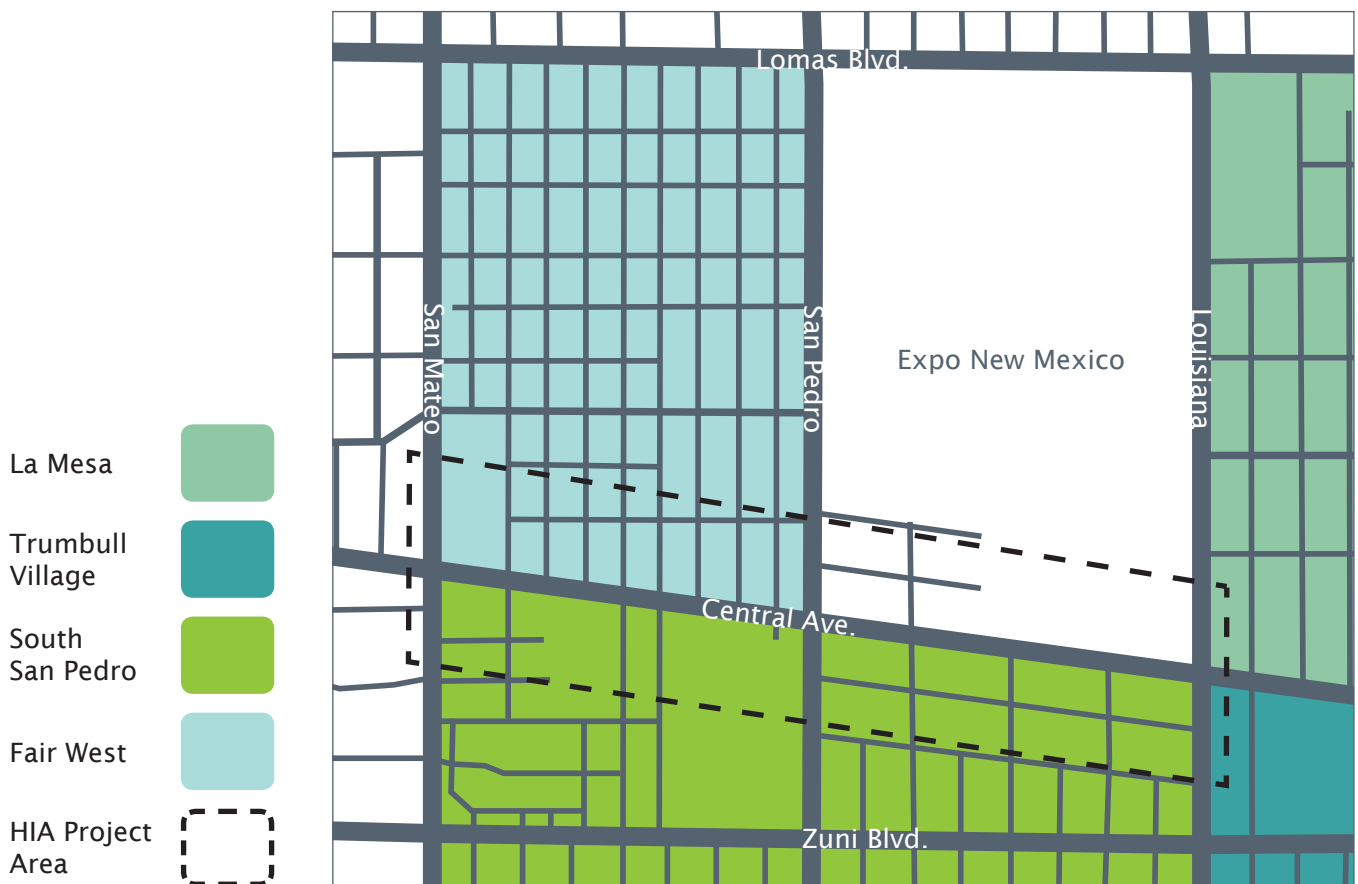 Lomas Blvd.
San Mateo
San Pedro
Louisiana
Expo New Mexico
La Mesa
Trumbull
Village
South
San Pedro
Fair West
HIA Project
Area
Central Ave.
Zuni Blvd.